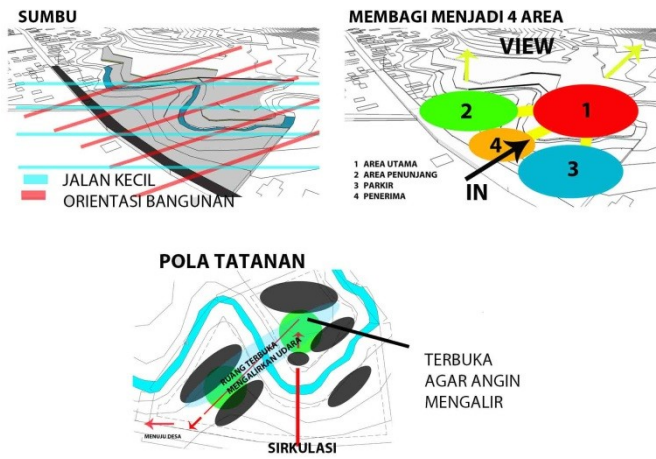 SUMBU
JALAN KECIL
ORIENTASI BANGUNAN
MEMBAGI MENJADI 4 AREA
VIEW
2
1
4
3
1 AREA UTAMA
2 AREA PENUNJANG
3 PARKIR
4 PENERIMA
IN
POLA TATANAN
RUANG TERBUKA
MENGALIRKAN UDARA
MENUJU DESA
SIRKULASI
TERBUKA
AGAR ANGIN
MENGALIR